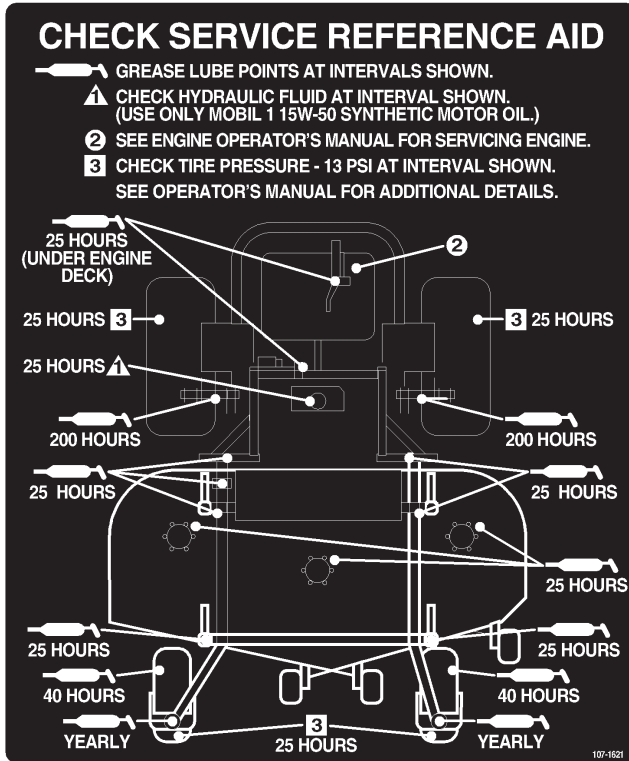 CHECK SERVICE REFERENCE AID
GREASE LUBE POINTS AT INTERVALS SHOWN.
1 CHECK HYDRAULIC FLUID AT INTERVAL SHOWN.
(USE ONLY MOBIL 1 15W-50 SYNTHETIC MOTOR OIL.)
2 SEE ENGINE OPERATOR'S MANUAL FOR SERVICING ENGINE.
3 CHECK TIRE PRESSURE - 13 PSI AT INTERVAL SHOWN.
SEE OPERATOR'S MANUAL FOR ADDITIONAL DETAILS.
25 HOURS
(UNDER ENGINE
DECK)
2
25 HOURS 3
3 25 HOURS
25 HOURS 1
200 HOURS
200 HOURS
25 HOURS
25 HOURS
25 HOURS
25 HOURS
25 HOURS
40 HOURS
40 HOURS
YEARLY
3
25 HOURS
YEARLY
107-1621